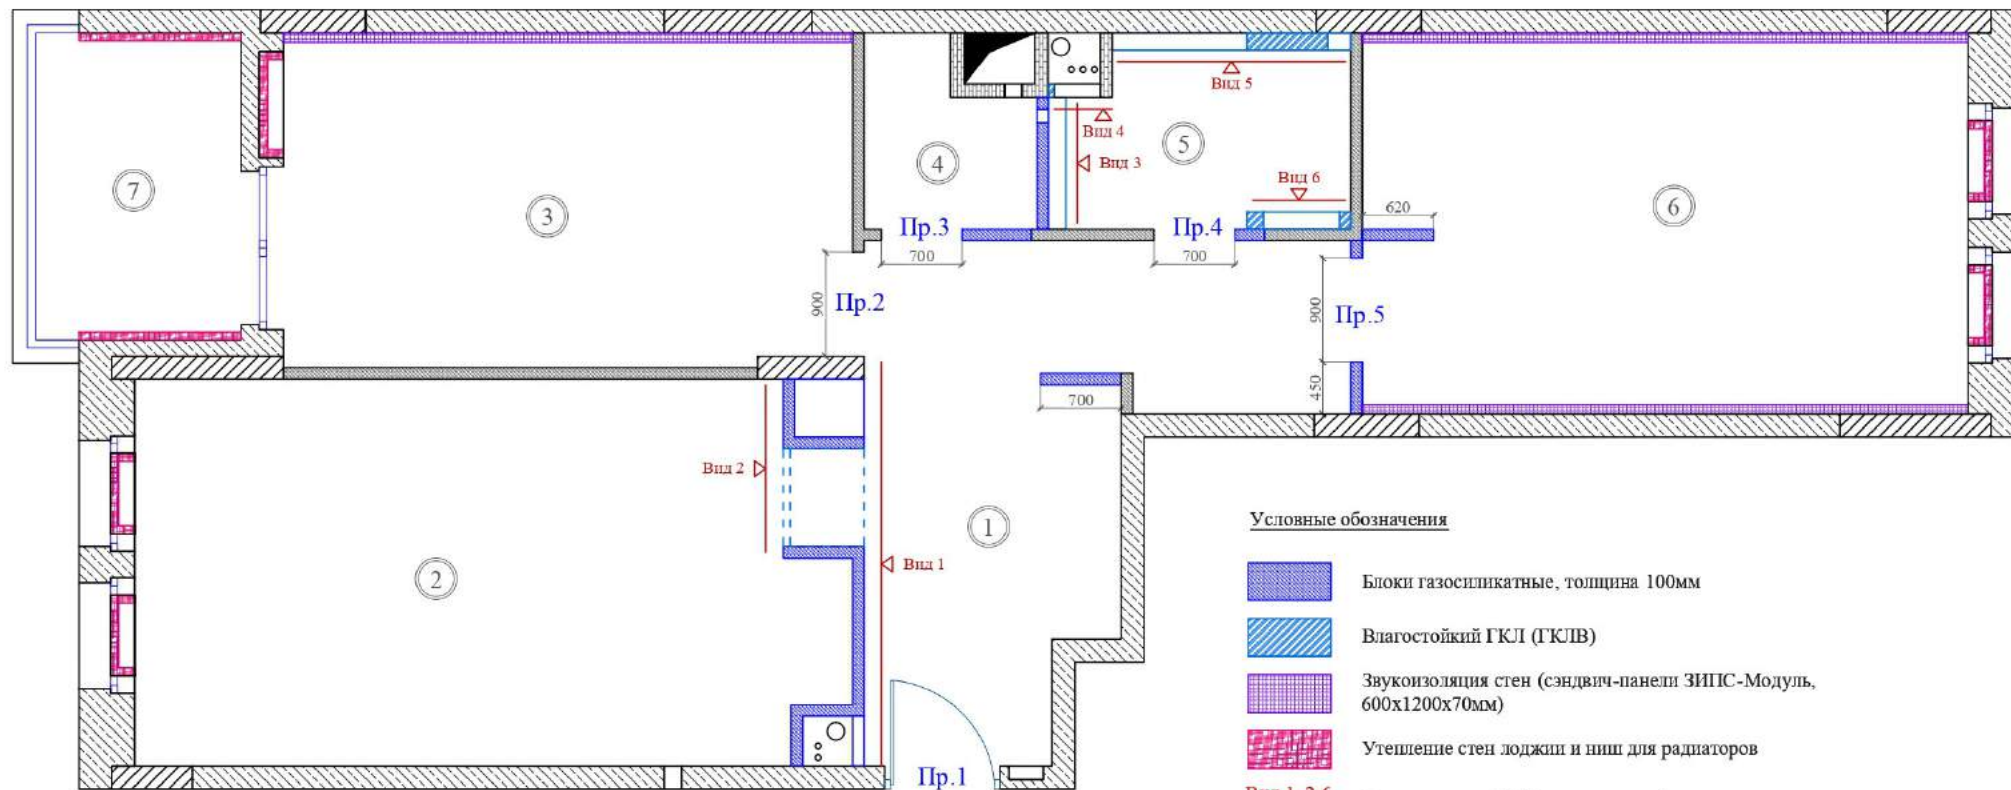 Вид 5
Вид 4
5
Вид 3
4
Вид 6
7
3
6
620
Пр.3
Пр.4
700
700
900
Пр.2
900
Пр.5
450
700
Вид 2
1
Вид 1
2
Пр.1
Условные обозначения
Блоки газосиликатные, толщина 100мм
Влагостойкий ГКЛ (ГКЛВ)
Звукоизоляция стен (сэндвич-панели ЗИПС-Модуль,
600х1200х70мм)
Утепление стен лоджии и ниш для радиаторов